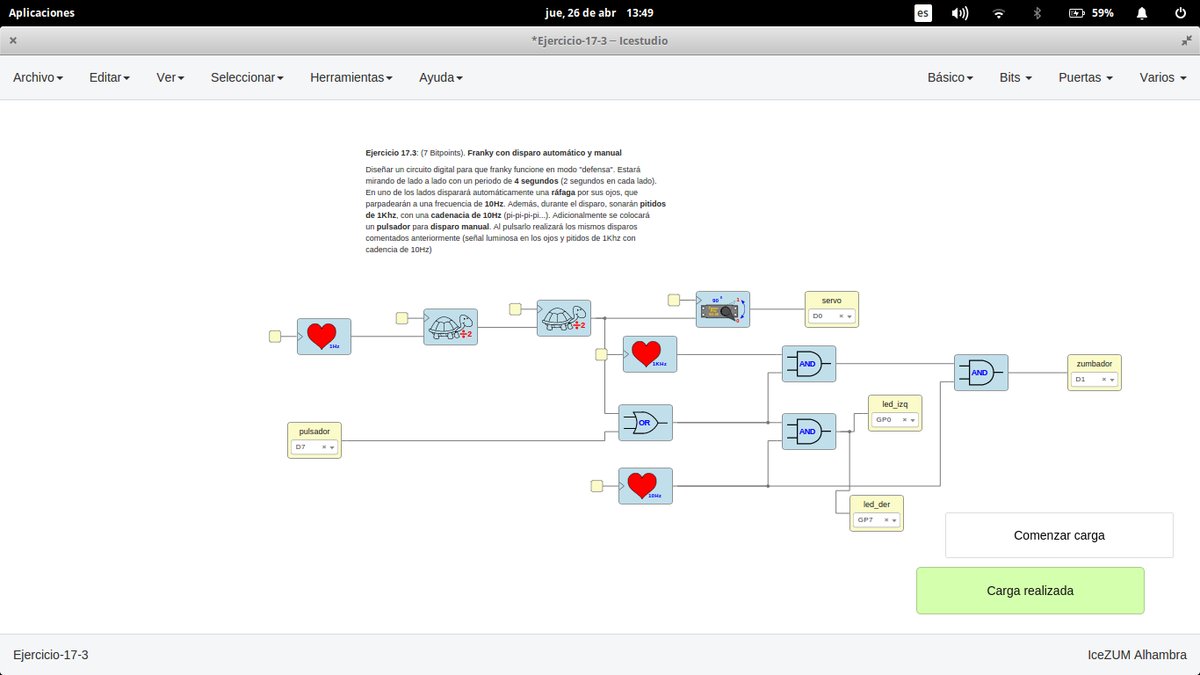 Aplicaciones
jue, 26 de abr 13:49
es
59%
*Ejercicio-17-3 – Icestudio
Archivo Editar Ver Seleccionar Herramientas Ayuda
Básico Bits Puertas Varios
Ejercicio 17.3: (7 Bitpoints). Franky con disparo automático y manual
Diseñar un circuito digital para que franky funcione en modo "defensa". Estará
mirando de lado a lado con un periodo de 4 segundos (2 segundos en cada lado).
En uno de los lados disparará automáticamente una ráfaga por sus ojos, que
parpadearán a una frecuencia de 10Hz. Además, durante el disparo, sonarán pitidos
de 1Khz, con una cadenacia de 10Hz (pi-pi-pi-pi...). Adicionalmente se colocará
un pulsador para disparo manual. Al pulsarlo realizará los mismos disparos
comentados anteriormente (señal luminosa en los ojos y pitidos de 1Khz con
cadencia de 10Hz)
1Hz
÷2
÷2
90º
1
0
servo
D0
1KHz
AND
AND
zumbador
D1
led_izq
GP0
pulsador
D7
OR
AND
10Hz
led_der
GP7
Comenzar carga
Carga realizada
Ejercicio-17-3
IceZUM Alhambra